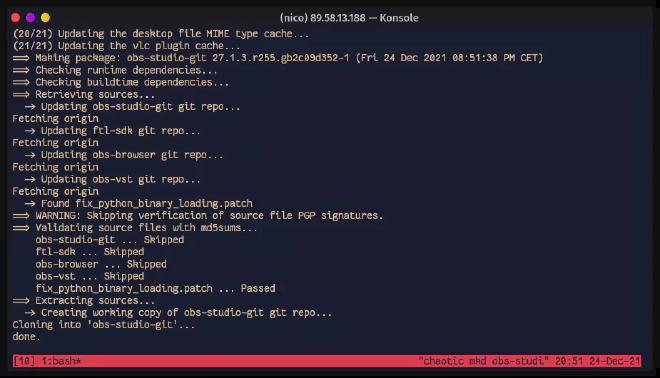 (nico) 89.58.13.188 — Konsole
(20/21) Updating the desktop file MIME type cache...
(21/21) Updating the vlc plugin cache...
==> Making package: obs-studio-git 27.1.3.r255.gb2c09d352-1 (Fri 24 Dec 2021 08:51:38 PM CET)
==> Checking runtime dependencies...
==> Checking buildtime dependencies...
==> Retrieving sources...
-> Updating obs-studio-git git repo...
Fetching origin
-> Updating ftl-sdk git repo...
Fetching origin
-> Updating obs-browser git repo...
Fetching origin
-> Updating obs-vst git repo...
Fetching origin
-> Found fix_python_binary_loading.patch
==> WARNING: Skipping verification of source file PGP signatures.
==> Validating source files with md5sums...
obs-studio-git ... Skipped
ftl-sdk ... Skipped
obs-browser ... Skipped
obs-vst ... Skipped
fix_python_binary_loading.patch ... Passed
==> Extracting sources...
-> Creating working copy of obs-studio-git git repo...
Cloning into 'obs-studio-git'...
done.
[10] 1:bash* "chaotic mkd obs-studi" 20:51 24-Dec-21